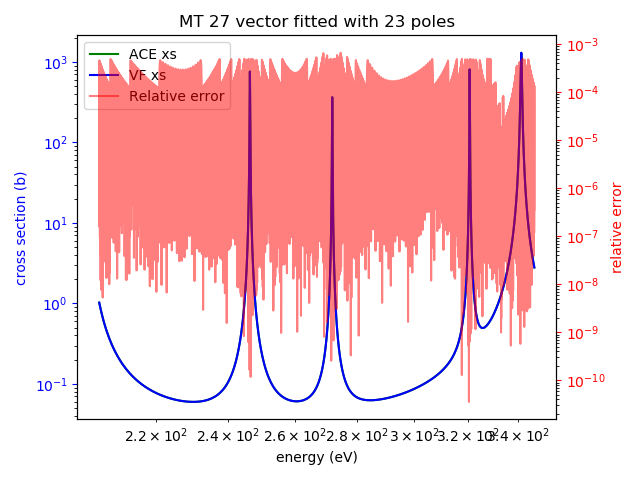 MT 27 vector fitted with 23 poles
ACE xs
VF xs
Relative error
cross section (b)
10³
10²
10¹
10⁰
10⁻¹
relative error
10⁻³
10⁻⁴
10⁻⁵
10⁻⁶
10⁻⁷
10⁻⁸
10⁻⁹
10⁻¹⁰
2.2 × 10² 2.4 × 10² 2.6 × 10² 2.8 × 10² 3 × 10² 3.2 × 10² 3.4 × 10²
energy (eV)